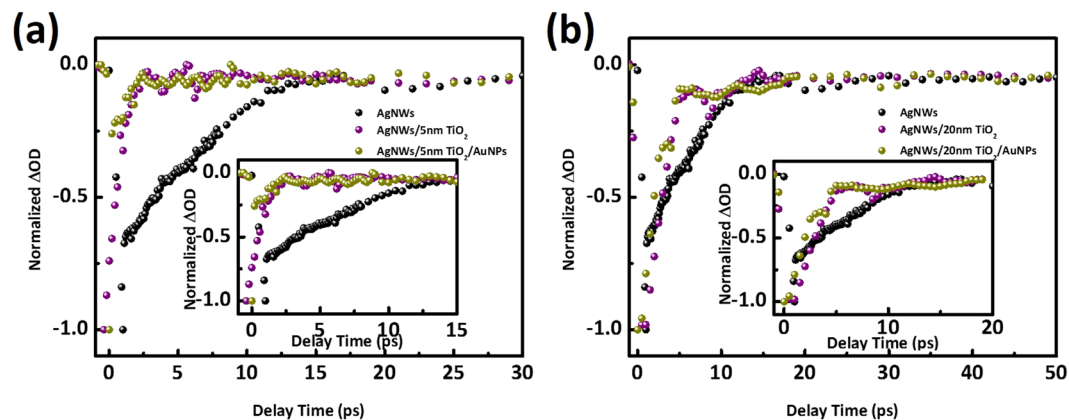 (a)
Normalized ΔOD
0.0
-0.5
-1.0
0
5
10
15
20
25
30
Delay Time (ps)
AgNWs
AgNWs/5nm TiO₂
AgNWs/5nm TiO₂/AuNPs
Normalized ΔOD
0.0
-0.5
-1.0
0
5
10
15
Delay Time (ps)
(b)
Normalized ΔOD
0.0
-0.5
-1.0
0
10
20
30
40
50
Delay Time (ps)
AgNWs
AgNWs/20nm TiO₂
AgNWs/20nm TiO₂/AuNPs
Normalized ΔOD
0.0
-0.5
-1.0
0
10
20
Delay Time (ps)